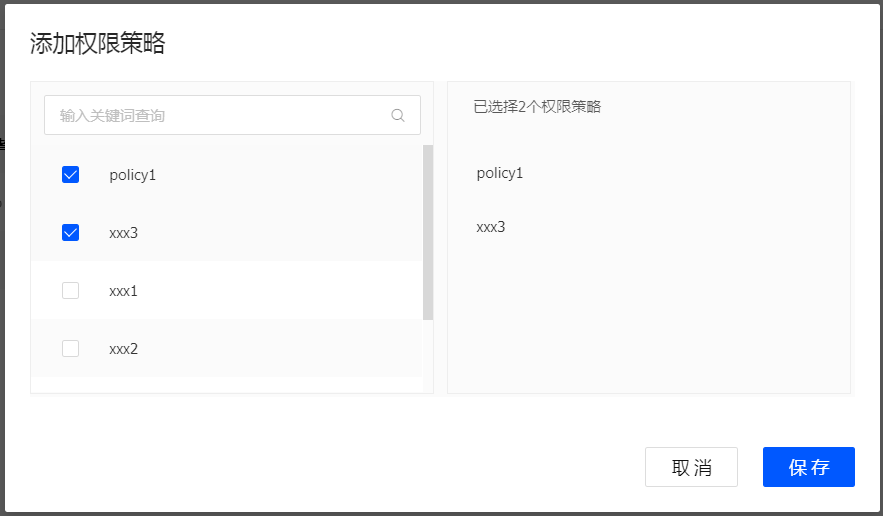 添加权限策略
输入关键词查询
policy1
xxx3
xxx1
xxx2
已选择2个权限策略
policy1
xxx3
取消
保存